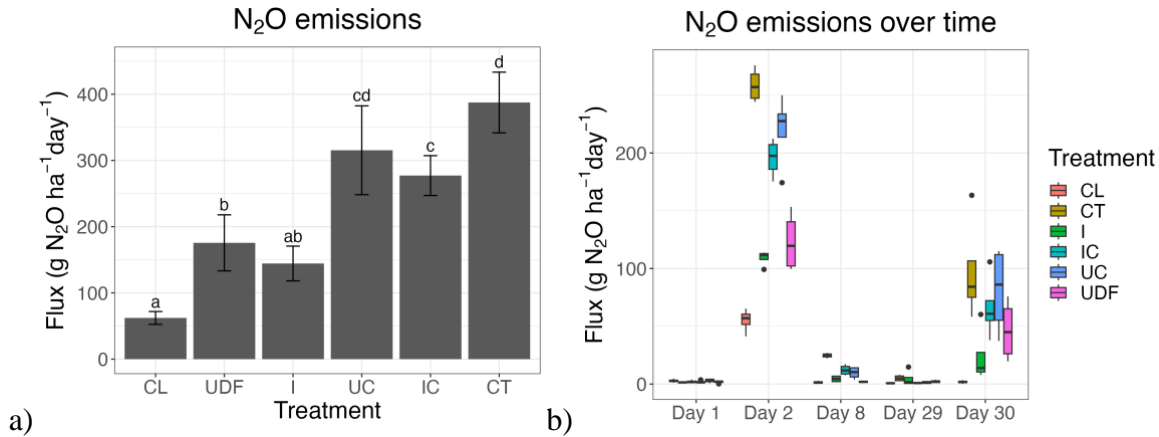 N₂O emissions
Flux (g N₂O ha⁻¹day⁻¹)
400
300
200
100
0
a
b
ab
cd
c
d
CL UDF I UC IC CT
Treatment
a)
N₂O emissions over time
Flux (g N₂O ha⁻¹day⁻¹)
200
100
0
Day 1 Day 2 Day 8 Day 29 Day 30
Treatment
CL
CT
I
IC
UC
UDF
b)